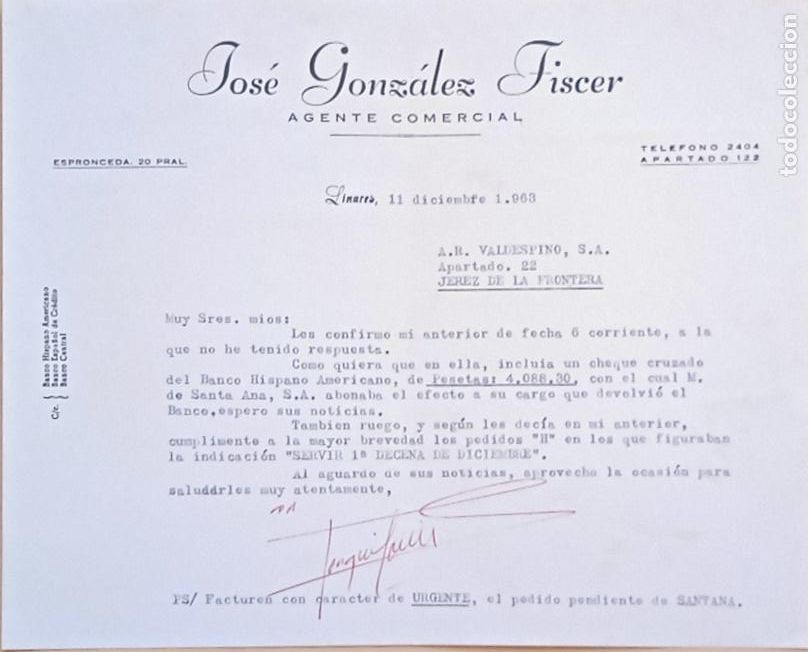 José González Fiscer
AGENTE COMERCIAL
ESPRONCEDA, 20 PRAL.
TELEFONO 2404
APARTADO 122
Linares, 11 diciembre 1.963
A.R. VALDESPINO, S.A.
Apartado. 22
JEREZ DE LA FRONTERA
C/c.
Banco Hispano Americano
Banco Español de Crédito
Banco Central
Muy Sres. mios:
Les confirmo mi anterior de fecha 6 corriente, a la
que no he tenido respuesta.
Como quiera que en ella, incluia un cheque cruzado
del Banco Hispano Americano, de Pesetas: 4.088,30, con el cual M.
de Santa Ana, S.A. abonaba el efecto a su cargo que devolvió el
Banco,espero sus noticias.
Tambien ruego, y según les decía en mi anterior,
cumplimente a la mayor brevedad los pedidos "H" en los que figuraban
la indicación "SERVIR 1ª DECENA DE DICIEMBRE".
Al aguardo de sus noticias, aprovecho la ocasión para
saludárles muy atentamente,
PS/ Facturen con caracter de URGENTE, el pedido pendiente de SANTANA.
todocoleccion